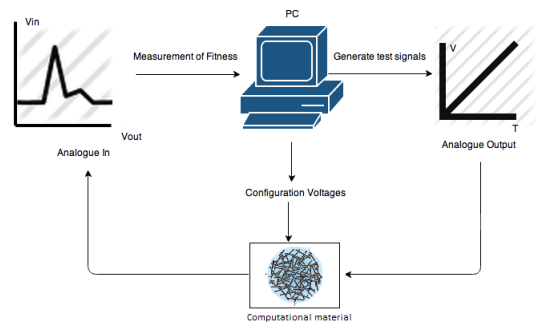 PC
Vin
Measurement of Fitness
Generate test signals
V
T
Vout
Analogue In
Analogue Output
Configuration Voltages
Computational material